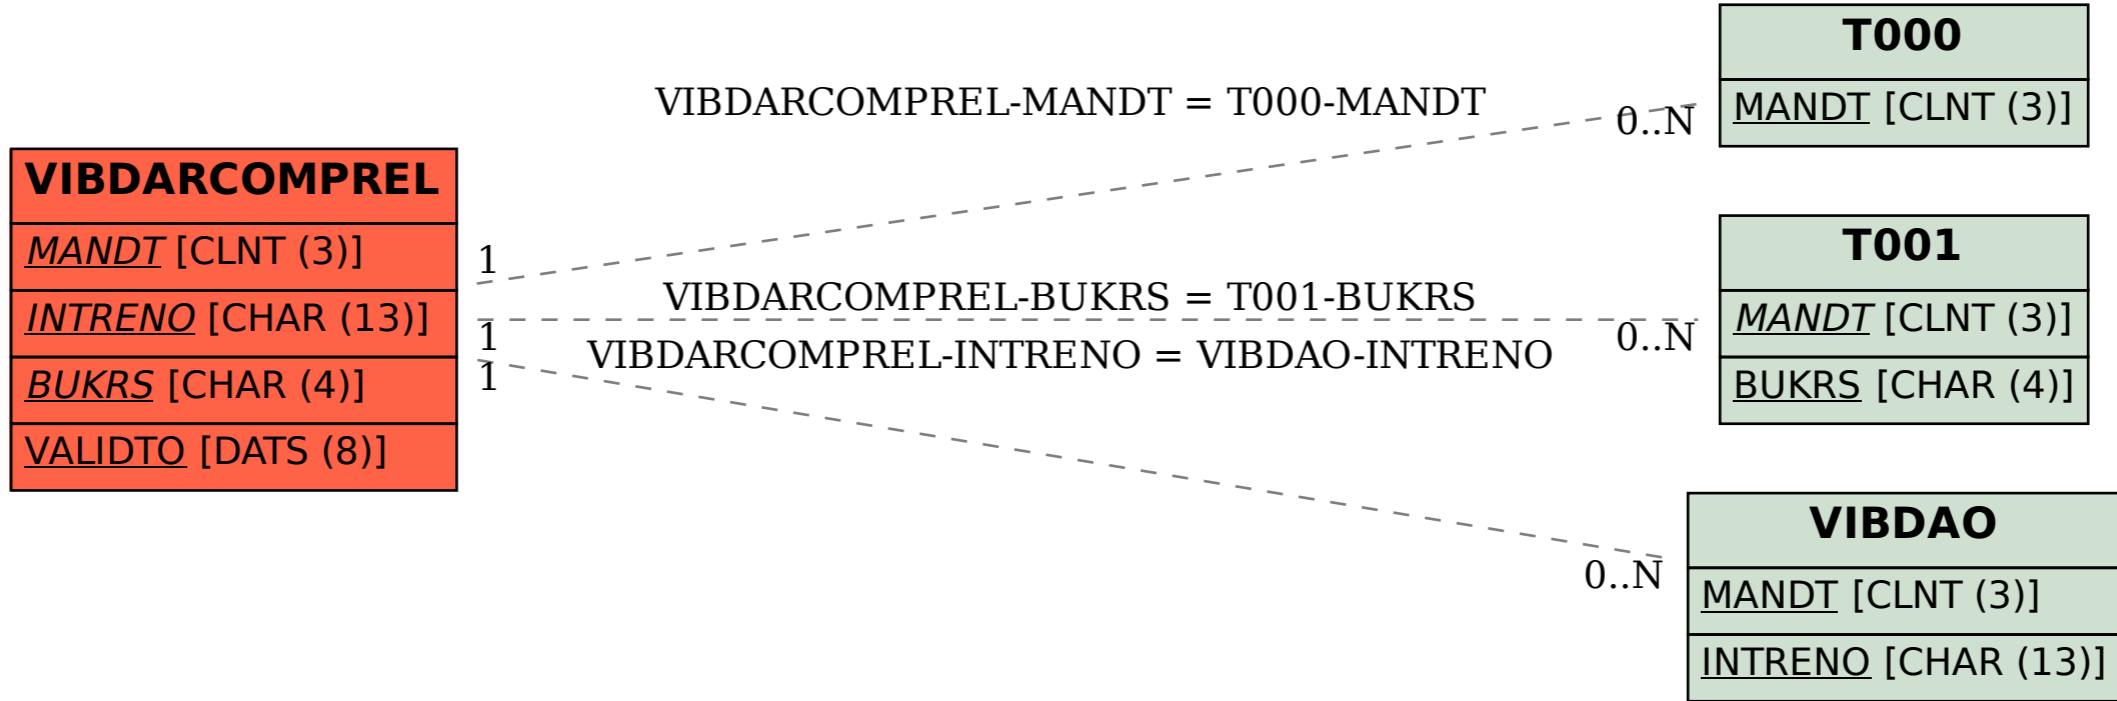 VIBDARCOMPREL
MANDT [CLNT (3)]
INTRENO [CHAR (13)]
BUKRS [CHAR (4)]
VALIDTO [DATS (8)]
VIBDARCOMPREL-MANDT = T000-MANDT
1
0..N
VIBDARCOMPREL-BUKRS = T001-BUKRS
1
0..N
VIBDARCOMPREL-INTRENO = VIBDAO-INTRENO
1
0..N
T000
MANDT [CLNT (3)]
T001
MANDT [CLNT (3)]
BUKRS [CHAR (4)]
VIBDAO
MANDT [CLNT (3)]
INTRENO [CHAR (13)]